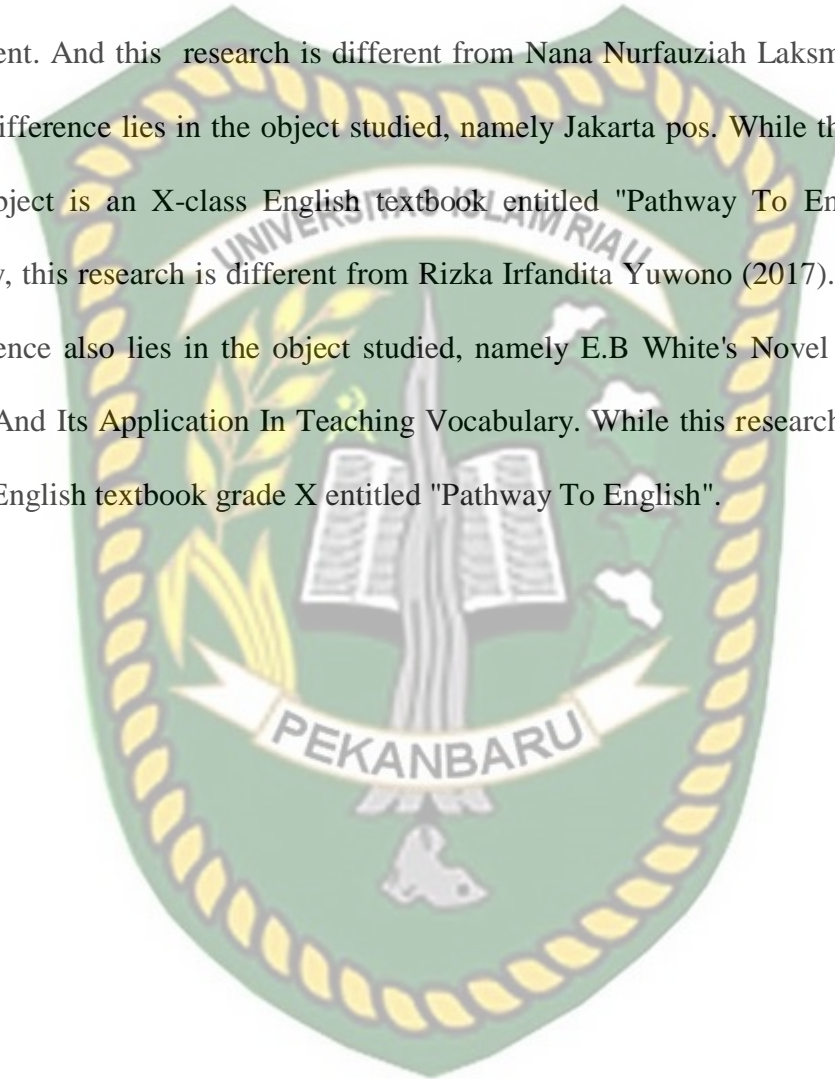 ent. And this research is different from Nana Nurfauziah Laksm
ifference lies in the object studied, namely Jakarta pos. While th
bject is an X-class English textbook entitled "Pathway To En
y, this research is different from Rizka Irfandita Yuwono (2017).
ence also lies in the object studied, namely E.B White's Novel
And Its Application In Teaching Vocabulary. While this research
English textbook grade X entitled "Pathway To English".
UNIVERSITAS ISLAM RIAU
PEKANBARU